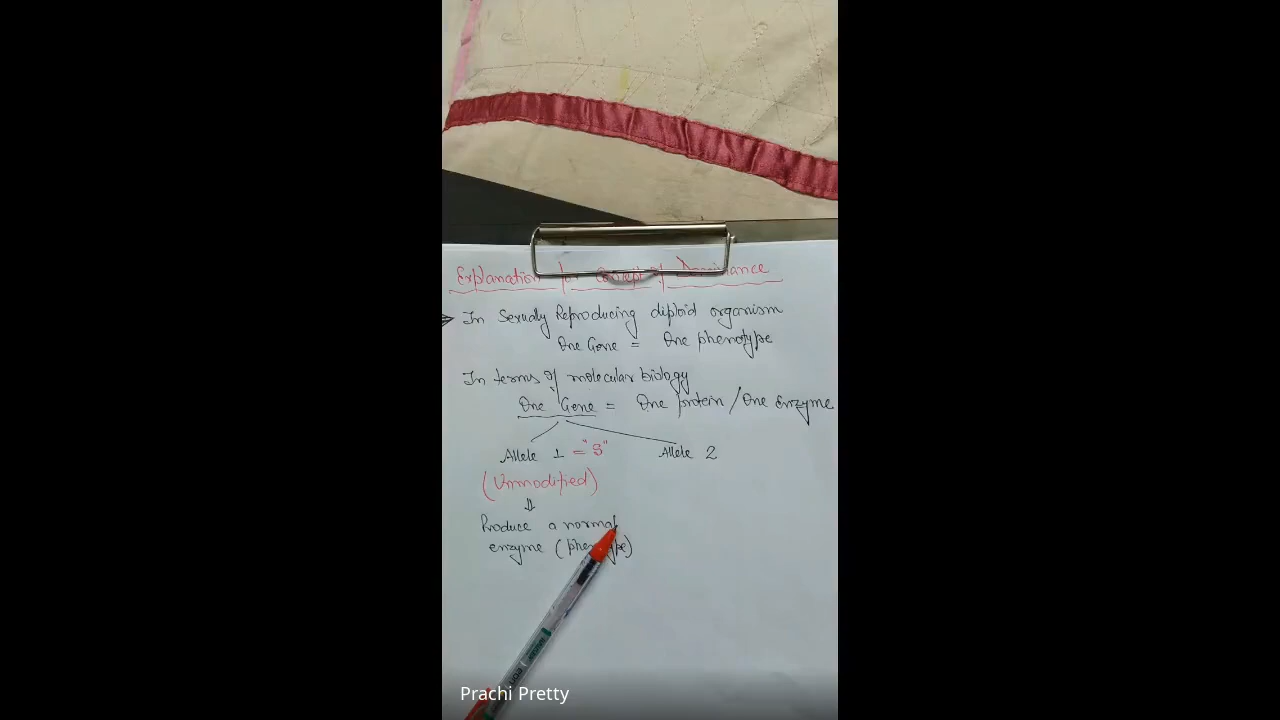 Explanation for Concept of Dominance
In Sexually Reproducing diploid organism
One Gene = One phenotype
In terms of molecular biology
One Gene = One protein / One Enzyme
Allele 1 = "S" Allele 2
(Unmodified)
⇓
Produce a normal
enzyme (phenotype)
Prachi Pretty